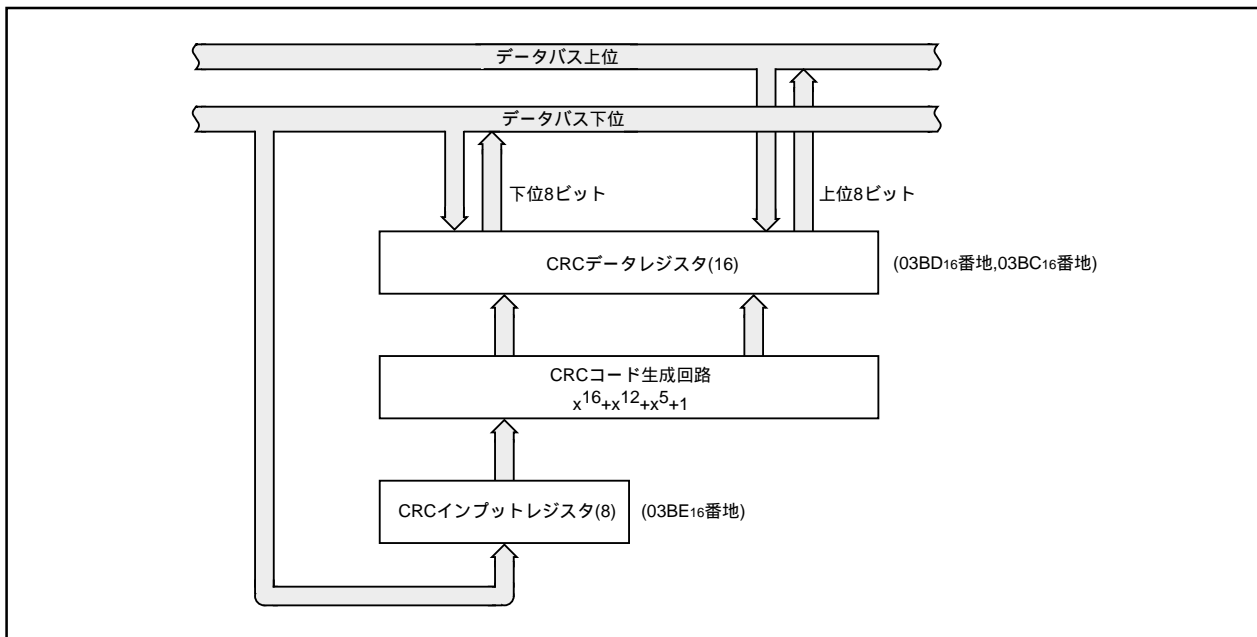 データバス上位
データバス下位
下位8ビット
上位8ビット
CRCデータレジスタ(16)
(03BD16番地,03BC16番地)
CRCコード生成回路
x16+x12+x5+1
CRCインプットレジスタ(8)
(03BE16番地)